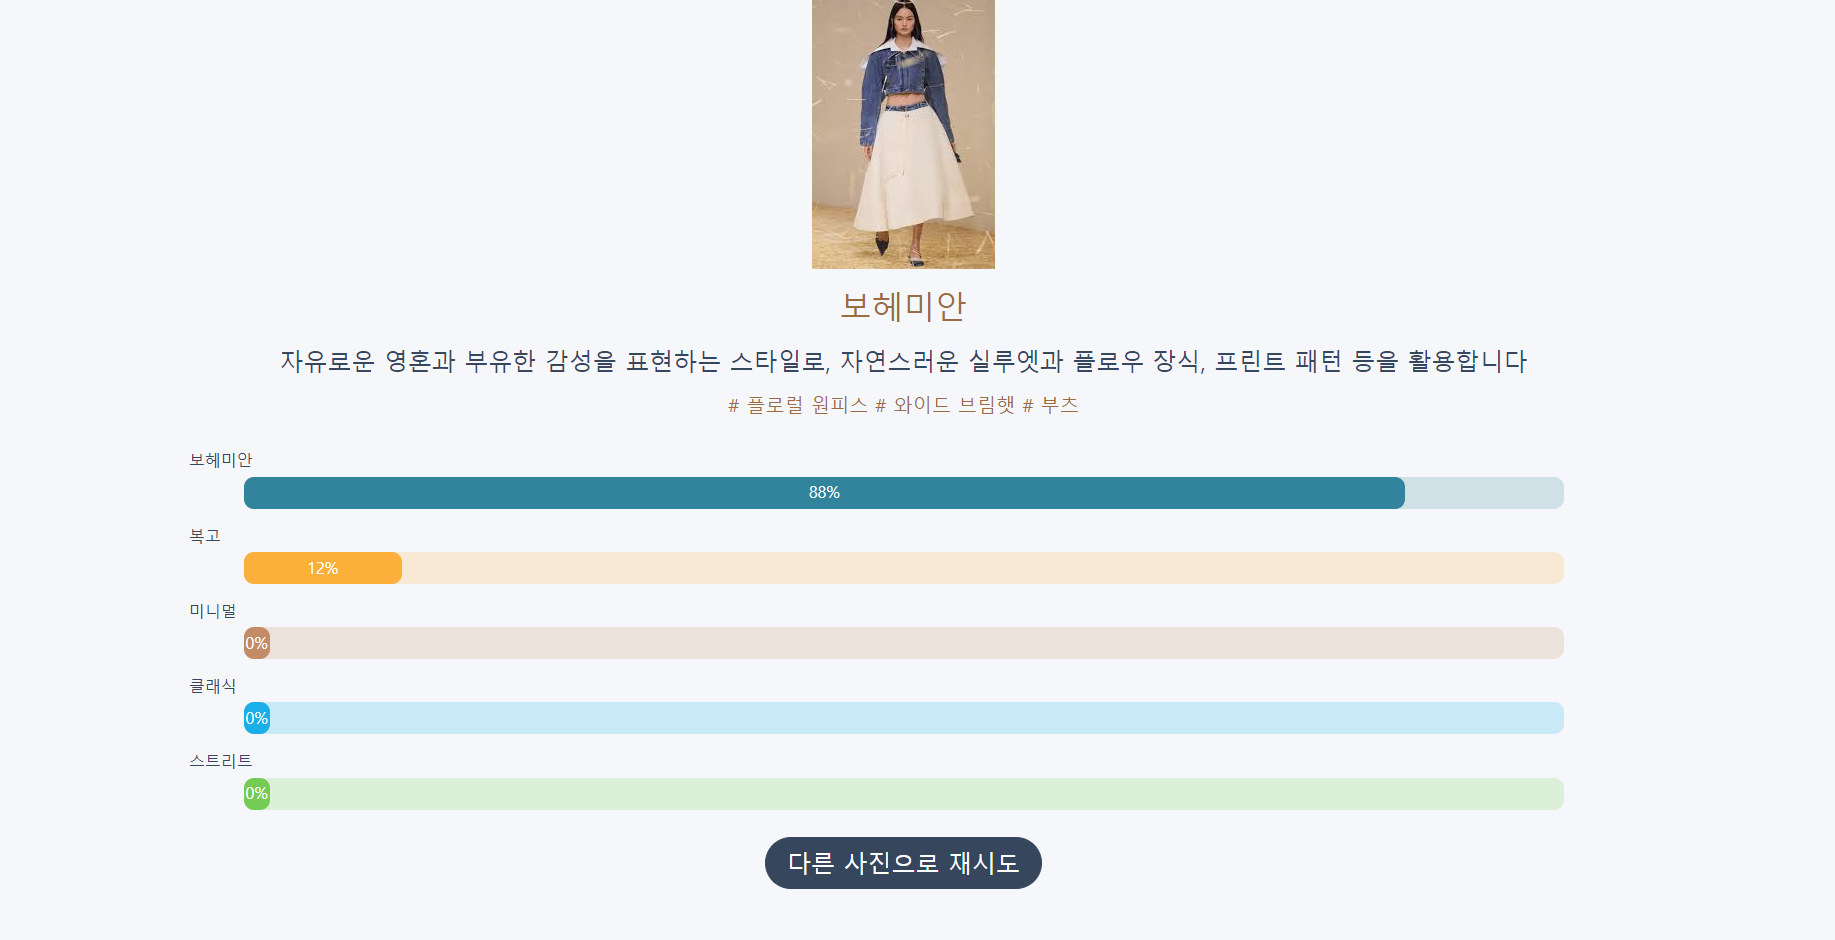 보헤미안
자유로운 영혼과 부유한 감성을 표현하는 스타일로, 자연스러운 실루엣과 플로우 장식, 프린트 패턴 등을 활용합니다
# 플로럴 원피스 # 와이드 브림햇 # 부츠
보헤미안
88%
복고
12%
미니멀
0%
클래식
0%
스트리트
0%
다른 사진으로 재시도